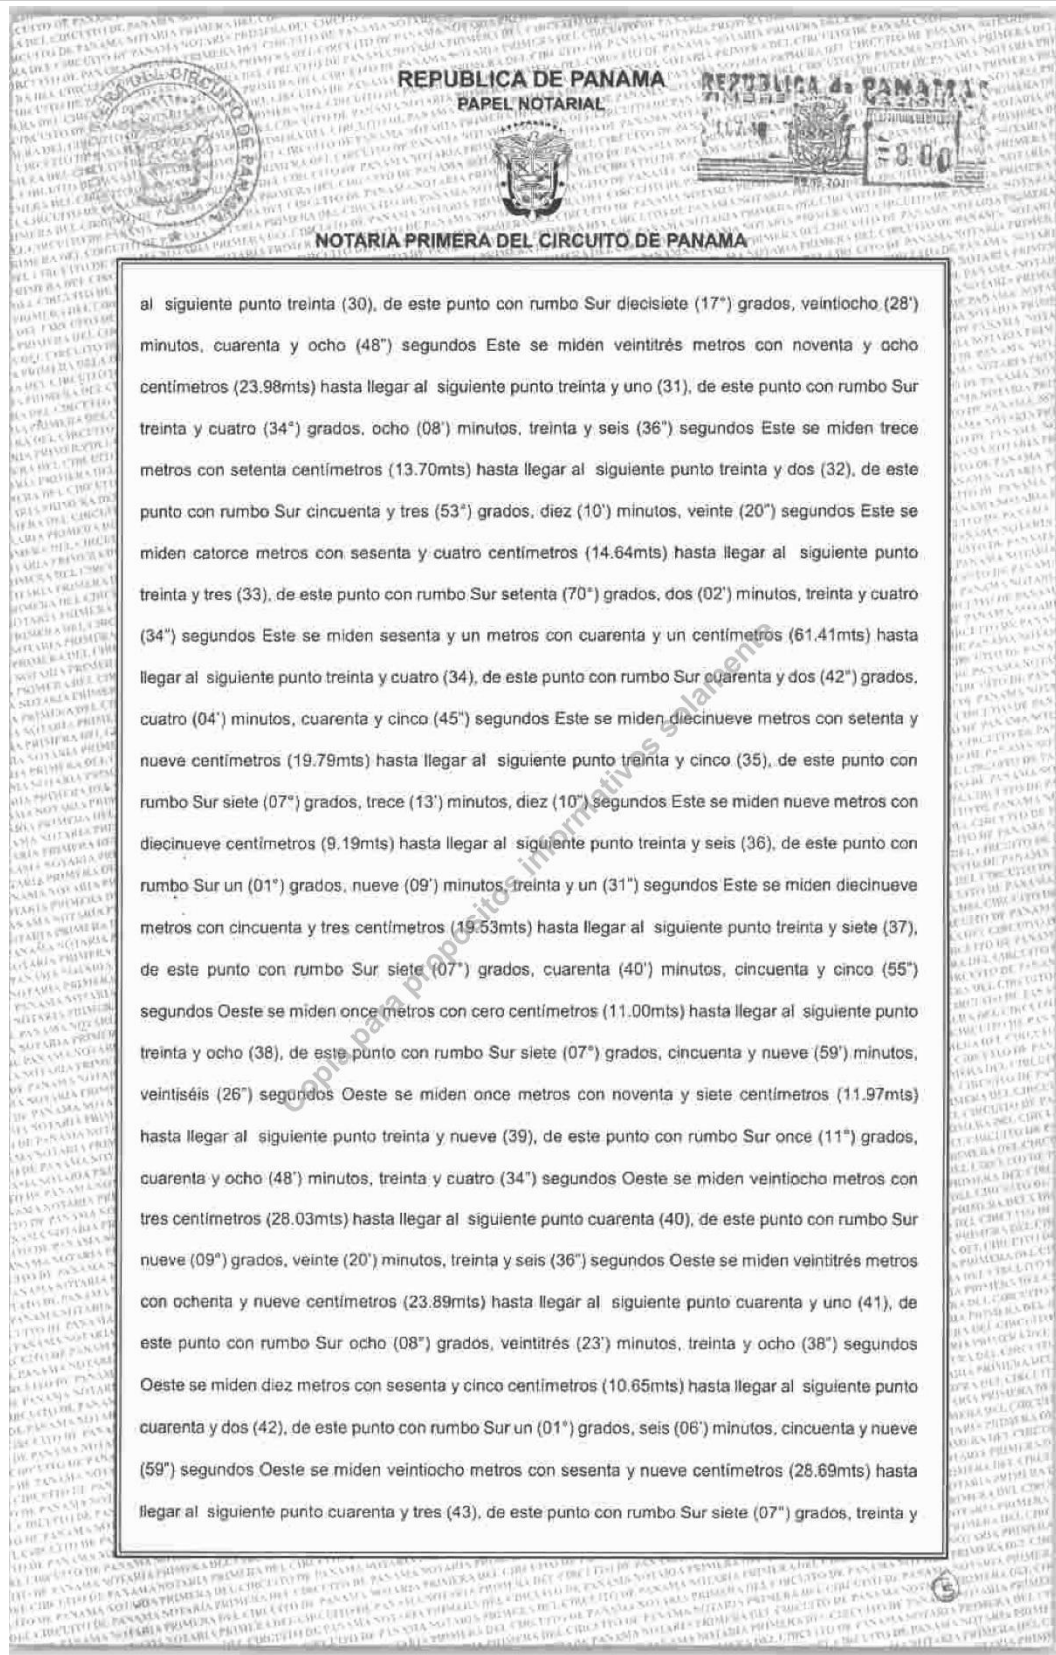 REPUBLICA DE PANAMA
PAPEL NOTARIAL
REPUBLICA de PANAMA
TIMBRE NACIONAL
NOTARIA PRIMERA DEL CIRCUITO DE PANAMA
al siguiente punto treinta (30), de este punto con rumbo Sur diecisiete (17°) grados, veintiocho (28')
minutos, cuarenta y ocho (48") segundos Este se miden veintitrés metros con noventa y ocho
centímetros (23.98mts) hasta llegar al siguiente punto treinta y uno (31), de este punto con rumbo Sur
treinta y cuatro (34°) grados, ocho (08') minutos, treinta y seis (36") segundos Este se miden trece
metros con setenta centímetros (13.70mts) hasta llegar al siguiente punto treinta y dos (32), de este
punto con rumbo Sur cincuenta y tres (53°) grados, diez (10') minutos, veinte (20") segundos Este se
miden catorce metros con sesenta y cuatro centímetros (14.64mts) hasta llegar al siguiente punto
treinta y tres (33), de este punto con rumbo Sur setenta (70°) grados, dos (02') minutos, treinta y cuatro
(34") segundos Este se miden sesenta y un metros con cuarenta y un centímetros (61.41mts) hasta
llegar al siguiente punto treinta y cuatro (34), de este punto con rumbo Sur cuarenta y dos (42°) grados,
cuatro (04') minutos, cuarenta y cinco (45") segundos Este se miden diecinueve metros con setenta y
nueve centímetros (19.79mts) hasta llegar al siguiente punto treinta y cinco (35), de este punto con
rumbo Sur siete (07°) grados, trece (13') minutos, diez (10") segundos Este se miden nueve metros con
diecinueve centímetros (9.19mts) hasta llegar al siguiente punto treinta y seis (36), de este punto con
rumbo Sur un (01°) grados, nueve (09') minutos, treinta y un (31") segundos Este se miden diecinueve
metros con cincuenta y tres centímetros (19.53mts) hasta llegar al siguiente punto treinta y siete (37),
de este punto con rumbo Sur siete (07°) grados, cuarenta (40') minutos, cincuenta y cinco (55")
segundos Oeste se miden once metros con cero centímetros (11.00mts) hasta llegar al siguiente punto
treinta y ocho (38), de este punto con rumbo Sur siete (07°) grados, cincuenta y nueve (59') minutos,
veintiséis (26") segundos Oeste se miden once metros con noventa y siete centímetros (11.97mts)
hasta llegar al siguiente punto treinta y nueve (39), de este punto con rumbo Sur once (11°) grados,
cuarenta y ocho (48') minutos, treinta y cuatro (34") segundos Oeste se miden veintiocho metros con
tres centímetros (28.03mts) hasta llegar al siguiente punto cuarenta (40), de este punto con rumbo Sur
nueve (09°) grados, veinte (20') minutos, treinta y seis (36") segundos Oeste se miden veintitrés metros
con ochenta y nueve centímetros (23.89mts) hasta llegar al siguiente punto cuarenta y uno (41), de
este punto con rumbo Sur ocho (08°) grados, veintitrés (23') minutos, treinta y ocho (38") segundos
Oeste se miden diez metros con sesenta y cinco centímetros (10.65mts) hasta llegar al siguiente punto
cuarenta y dos (42), de este punto con rumbo Sur un (01°) grados, seis (06') minutos, cincuenta y nueve
(59") segundos Oeste se miden veintiocho metros con sesenta y nueve centímetros (28.69mts) hasta
llegar al siguiente punto cuarenta y tres (43), de este punto con rumbo Sur siete (07°) grados, treinta y
Copia para propósitos informativos solamente